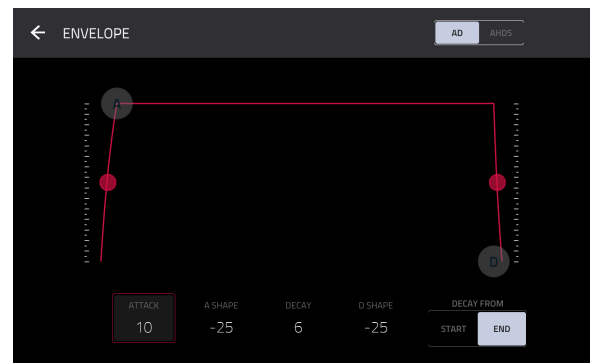 ENVELOPE
AD AHDS
A
D
ATTACK A SHAPE DECAY D SHAPE DECAY FROM
10 -25 6 -25 START END